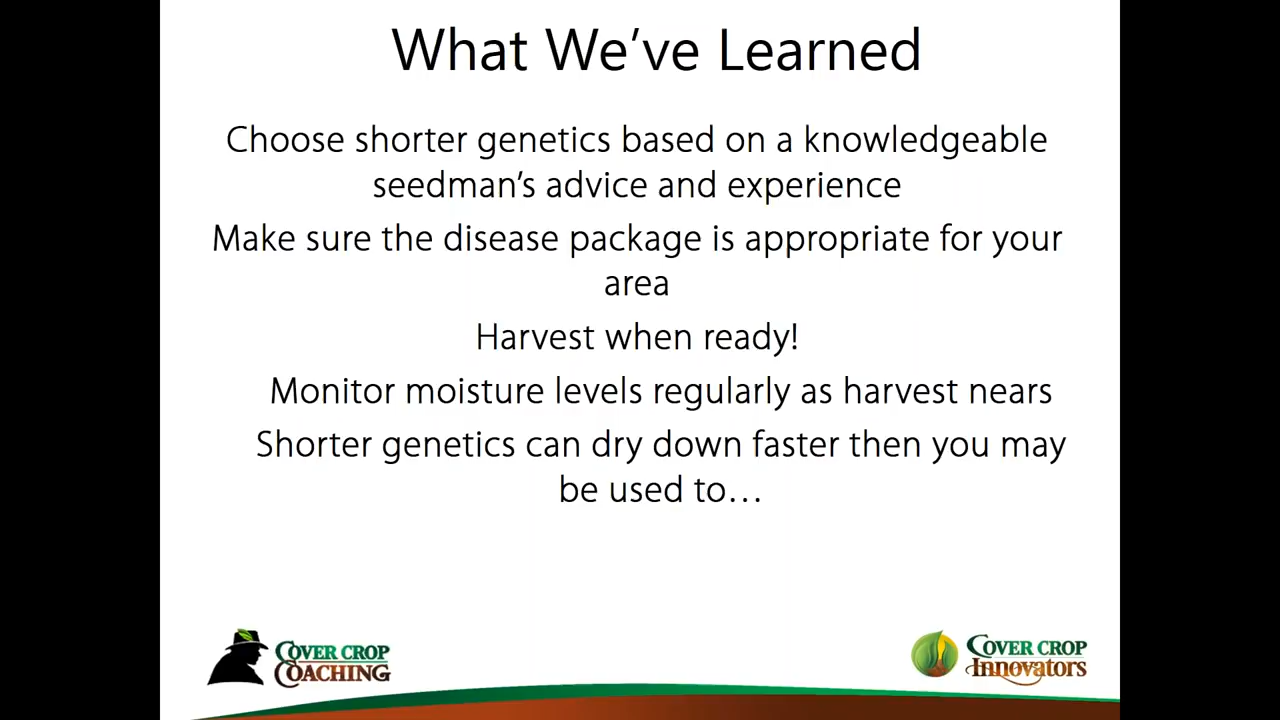 What We've Learned
Choose shorter genetics based on a knowledgeable
seedman's advice and experience
Make sure the disease package is appropriate for your
area
Harvest when ready!
Monitor moisture levels regularly as harvest nears
Shorter genetics can dry down faster then you may
be used to...
COVER CROP
COACHING
COVER CROP
Innovators